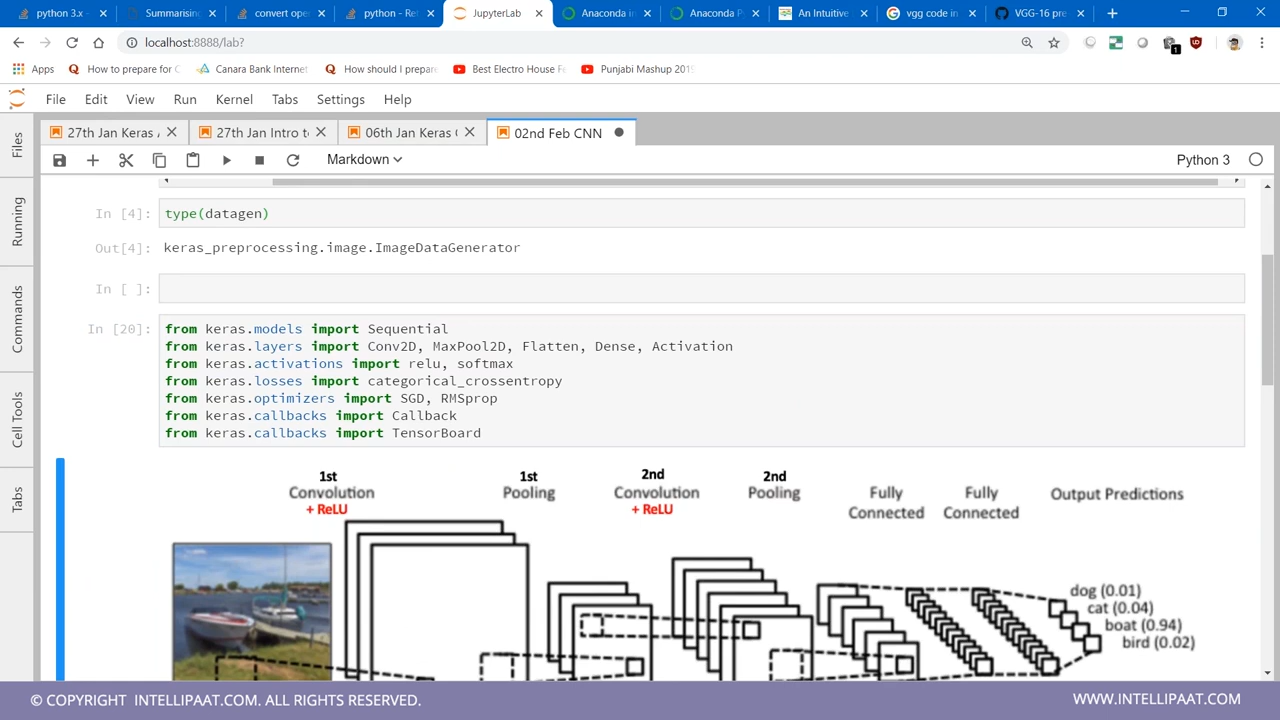 python 3.x -
Summarising
convert ope
python - Ret
JupyterLab
Anaconda in
Anaconda Py
An Intuitive
vgg code in
VGG-16 pre
localhost:8888/lab?
Apps
How to prepare for C
Canara Bank Internet
How should I prepare
Best Electro House Fe
Punjabi Mashup 2019
File Edit View Run Kernel Tabs Settings Help
27th Jan Keras
27th Jan Intro t
06th Jan Keras
02nd Feb CNN
Markdown
Python 3
Files
Running
Commands
Cell Tools
Tabs
In [4]: type(datagen)
Out[4]: keras_preprocessing.image.ImageDataGenerator
In [ ]:
In [20]: from keras.models import Sequential
from keras.layers import Conv2D, MaxPool2D, Flatten, Dense, Activation
from keras.activations import relu, softmax
from keras.losses import categorical_crossentropy
from keras.optimizers import SGD, RMSprop
from keras.callbacks import Callback
from keras.callbacks import TensorBoard
1st
Convolution
+ ReLU
1st
Pooling
2nd
Convolution
+ ReLU
2nd
Pooling
Fully
Connected
Fully
Connected
Output Predictions
dog (0.01)
cat (0.04)
boat (0.94)
bird (0.02)
© COPYRIGHT INTELLIPAAT.COM. ALL RIGHTS RESERVED.
WWW.INTELLIPAAT.COM